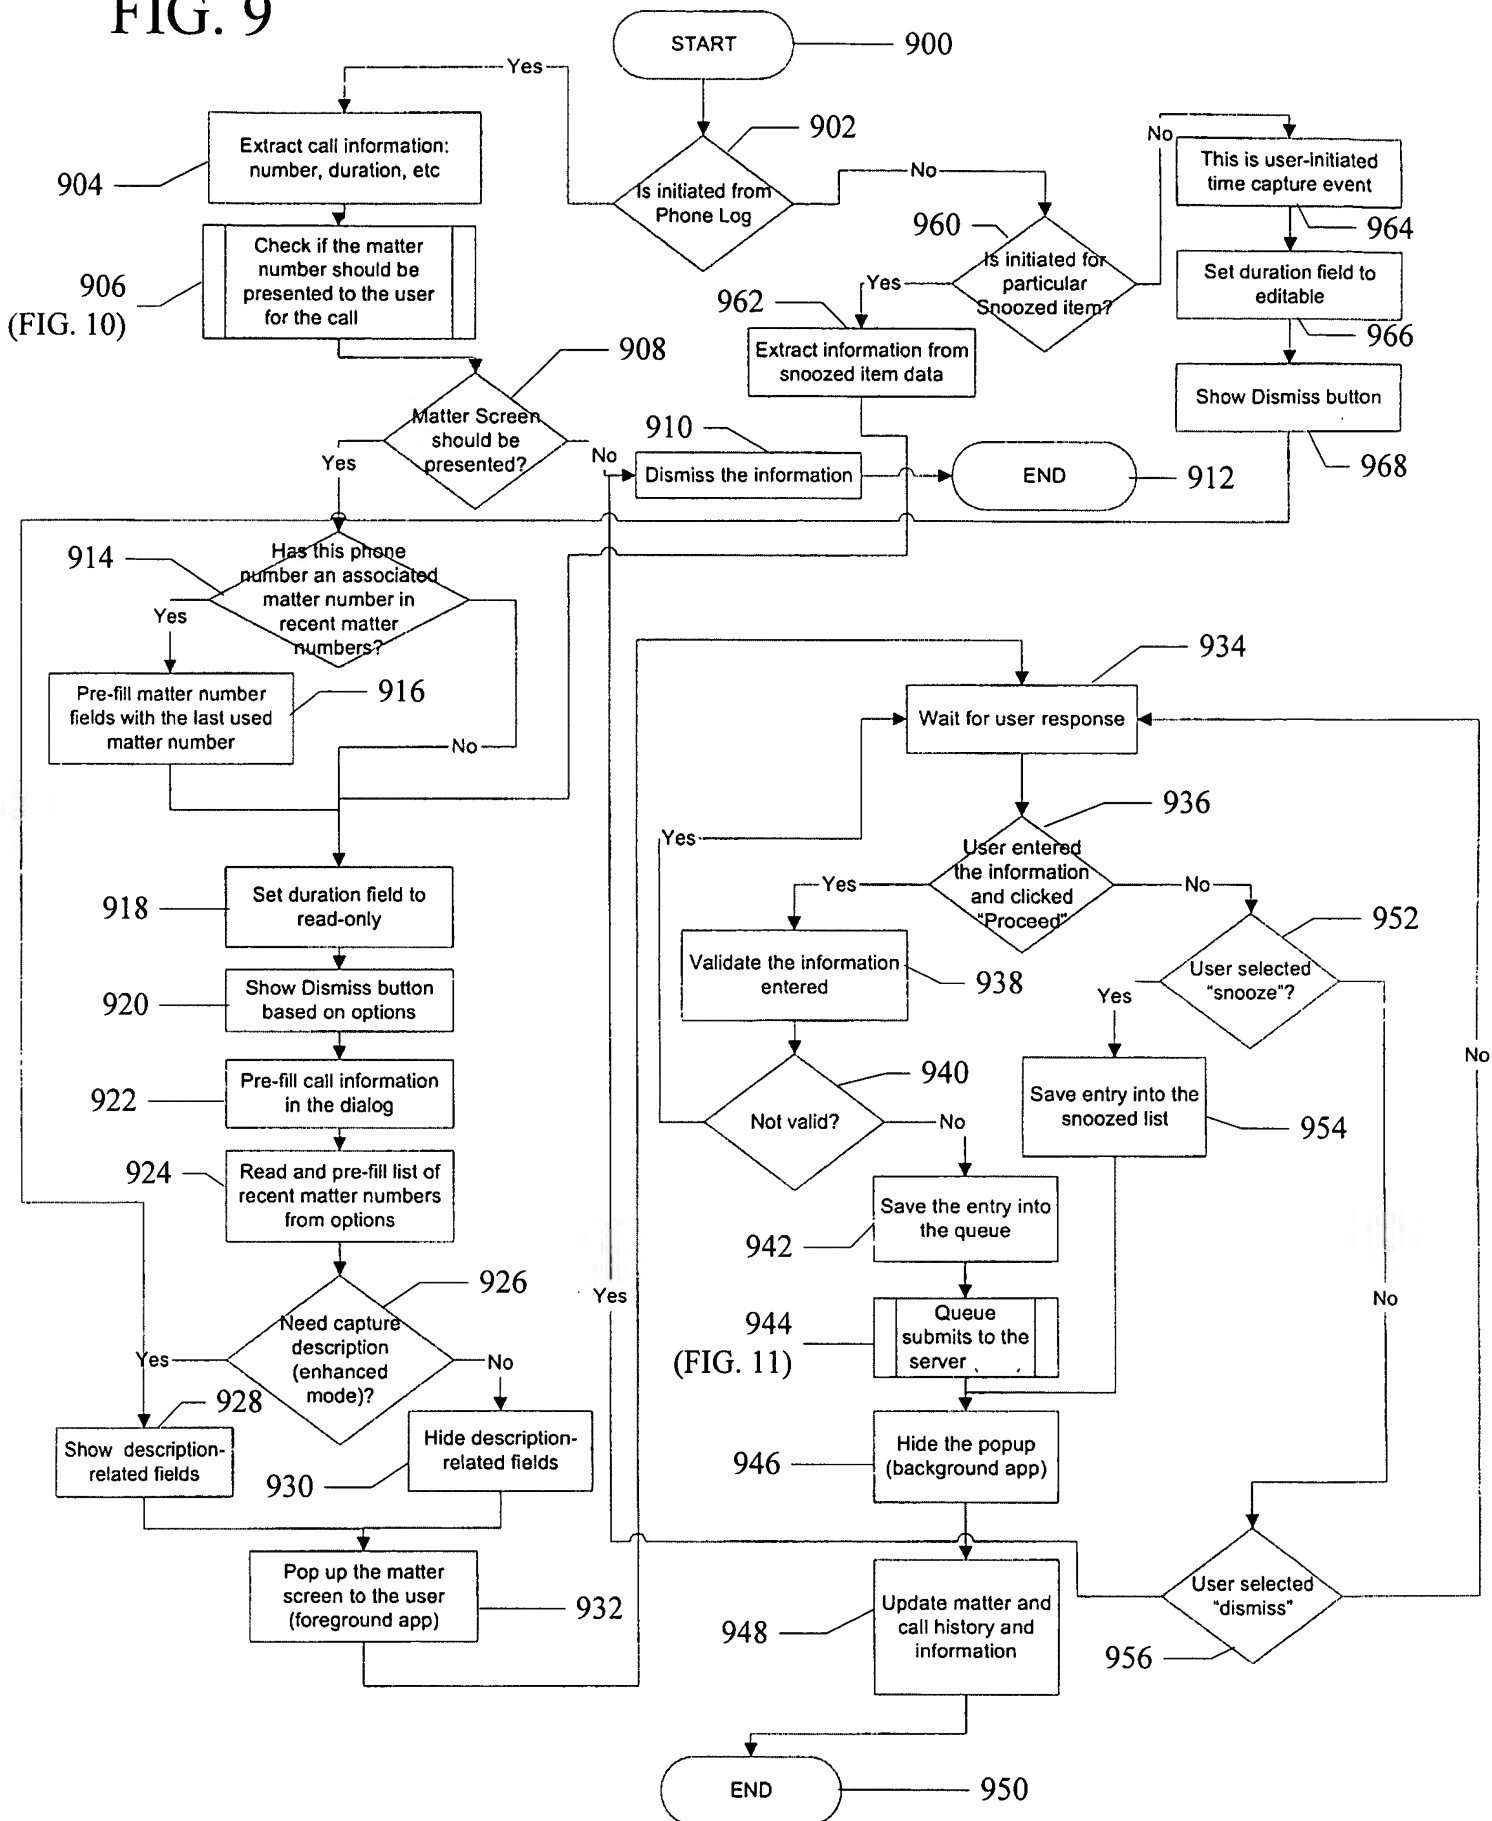 FIG. 9
START
900
Yes
902
Is initiated from
Phone Log
No
No
904
Extract call information:
number, duration, etc
This is user-initiated
time capture event
964
906
(FIG. 10)
Check if the matter
number should be
presented to the user
for the call
960
Is initiated for
particular
Snoozed item?
Yes
Set duration field to
editable
966
962
Extract information from
snoozed item data
908
Matter Screen
should be
presented?
Yes
No
Show Dismiss button
968
910
Dismiss the information
END
912
914
Has this phone
number an associated
matter number in
recent matter
numbers?
Yes
No
Pre-fill matter number
fields with the last used
matter number
916
918
Set duration field to
read-only
920
Show Dismiss button
based on options
922
Pre-fill call information
in the dialog
924
Read and pre-fill list of
recent matter numbers
from options
926
Need capture
description
(enhanced
mode)?
Yes
No
928
Show description-
related fields
Hide description-
related fields
930
Pop up the matter
screen to the user
(foreground app)
932
934
Wait for user response
936
User entered
the information
and clicked
"Proceed"
Yes
Yes
No
Validate the information
entered
938
952
User selected
"snooze"?
Yes
No
940
Not valid?
No
Save entry into the
snoozed list
954
Save the entry into
the queue
942
Yes
No
944
(FIG. 11)
Queue
submits to the
server
946
Hide the popup
(background app)
948
Update matter and
call history and
information
User selected
"dismiss"
956
END
950